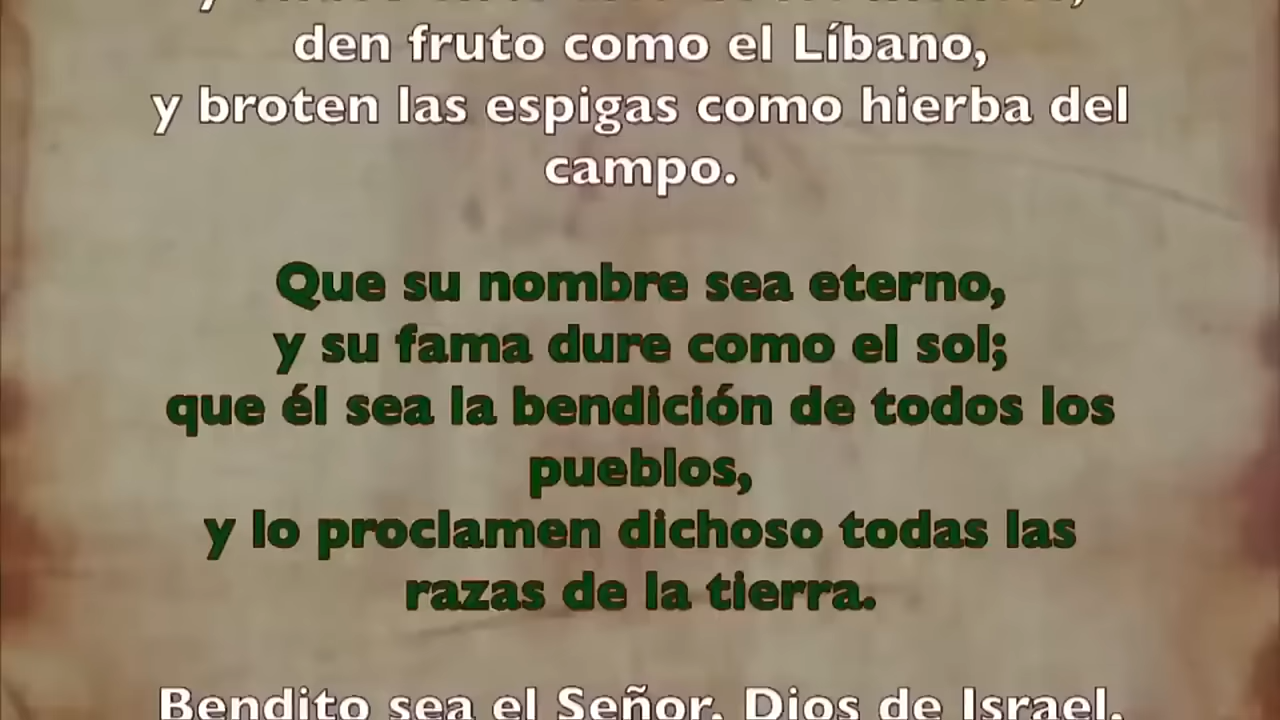 den fruto como el Líbano,
y broten las espigas como hierba del
campo.
Que su nombre sea eterno,
y su fama dure como el sol;
que él sea la bendición de todos los
pueblos,
y lo proclamen dichoso todas las
razas de la tierra.
Bendito sea el Señor, Dios de Israel,